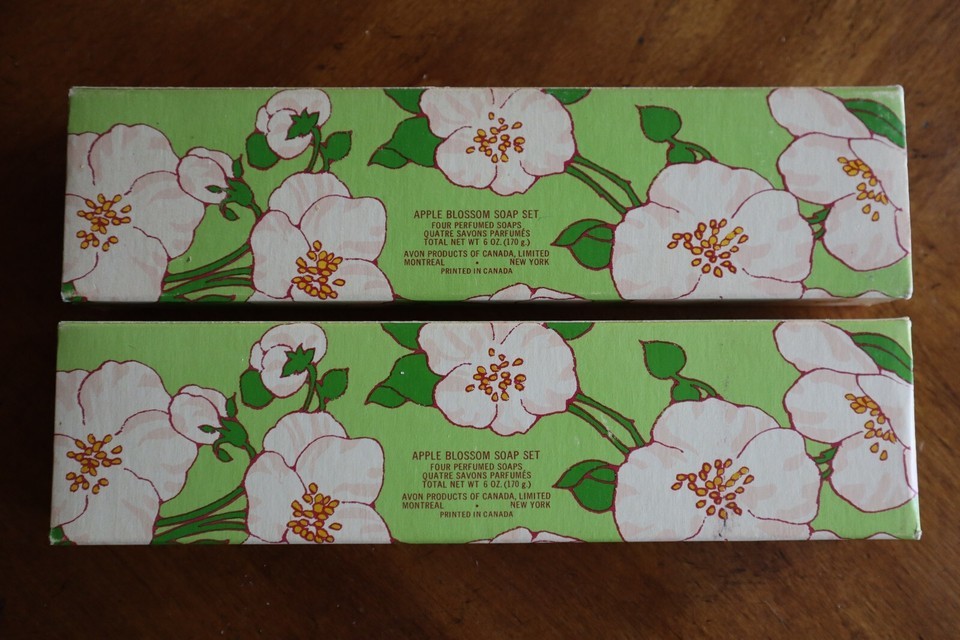 APPLE BLOSSOM SOAP SET
FOUR PERFUMED SOAPS
QUATRE SAVONS PARFUMÉS
TOTAL NET WT 6 OZ. (170 g.)
AVON PRODUCTS OF CANADA, LIMITED
MONTREAL • NEW YORK
PRINTED IN CANADA
APPLE BLOSSOM SOAP SET
FOUR PERFUMED SOAPS
QUATRE SAVONS PARFUMÉS
TOTAL NET WT 6 OZ. (170 g.)
AVON PRODUCTS OF CANADA, LIMITED
MONTREAL • NEW YORK
PRINTED IN CANADA